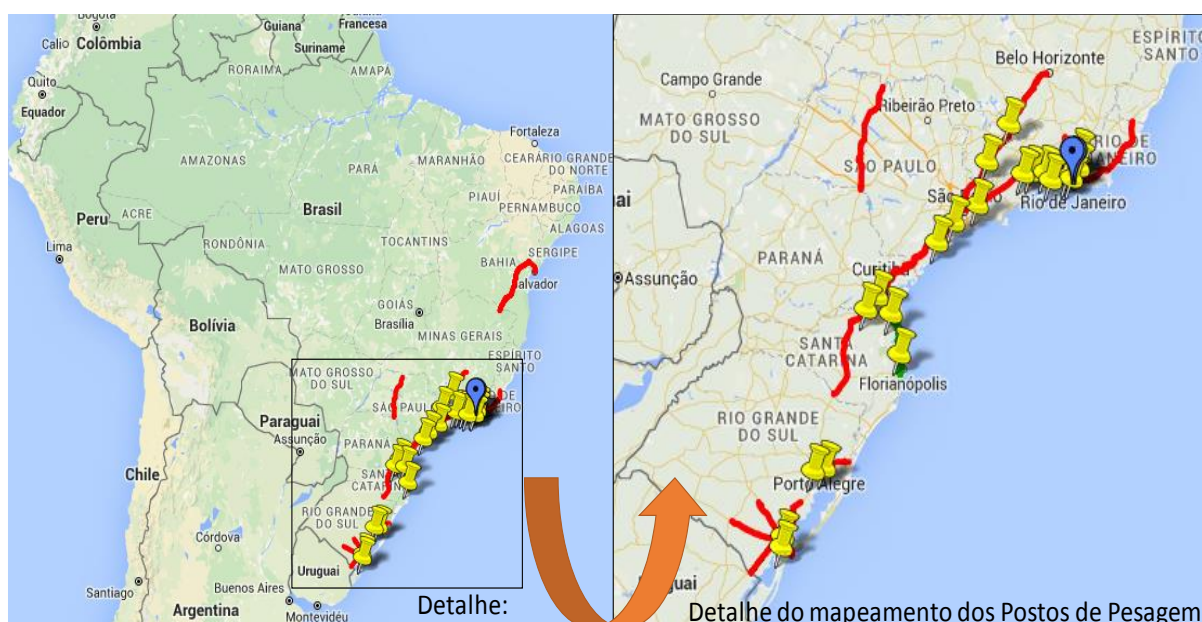 Bogotá
Colômbia
Calio
Guiana
Suriname
Francesa
Quito
Equador
RORAIMA
AMAPÁ
AMAZONAS
PARÁ
MARANHÃO
Fortaleza
CEARÁ
RIO GRANDE
DO NORTE
PARAÍBA
PIAUÍ
PERNAMBUCO
ALAGOAS
SERGIPE
Peru
ACRE
Brasil
Lima
RONDÔNIA
TOCANTINS
BAHIA
Salvador
MATO GROSSO
GOIÁS
Brasília
Bolívia
MINAS GERAIS
ESPÍRITO
SANTO
MATO GROSSO
DO SUL
SÃO PAULO
Paraguai
Assunção
PARANÁ
Chile
SANTA
CATARINA
RIO GRANDE
DO SUL
Córdova
Uruguai
Santiago
Buenos Aires
Montevidéu
Argentina
Detalhe:
ESPÍRITO
SANTO
Belo Horizonte
Campo Grande
Ribeirão Preto
MATO GROSSO
DO SUL
RIO DE
JANEIRO
SÃO PAULO
Rio de Janeiro
PARANÁ
Curitiba
Assunção
SANTA
CATARINA
Florianópolis
RIO GRANDE
DO SUL
Porto Alegre
Detalhe do mapeamento dos Postos de Pesagem